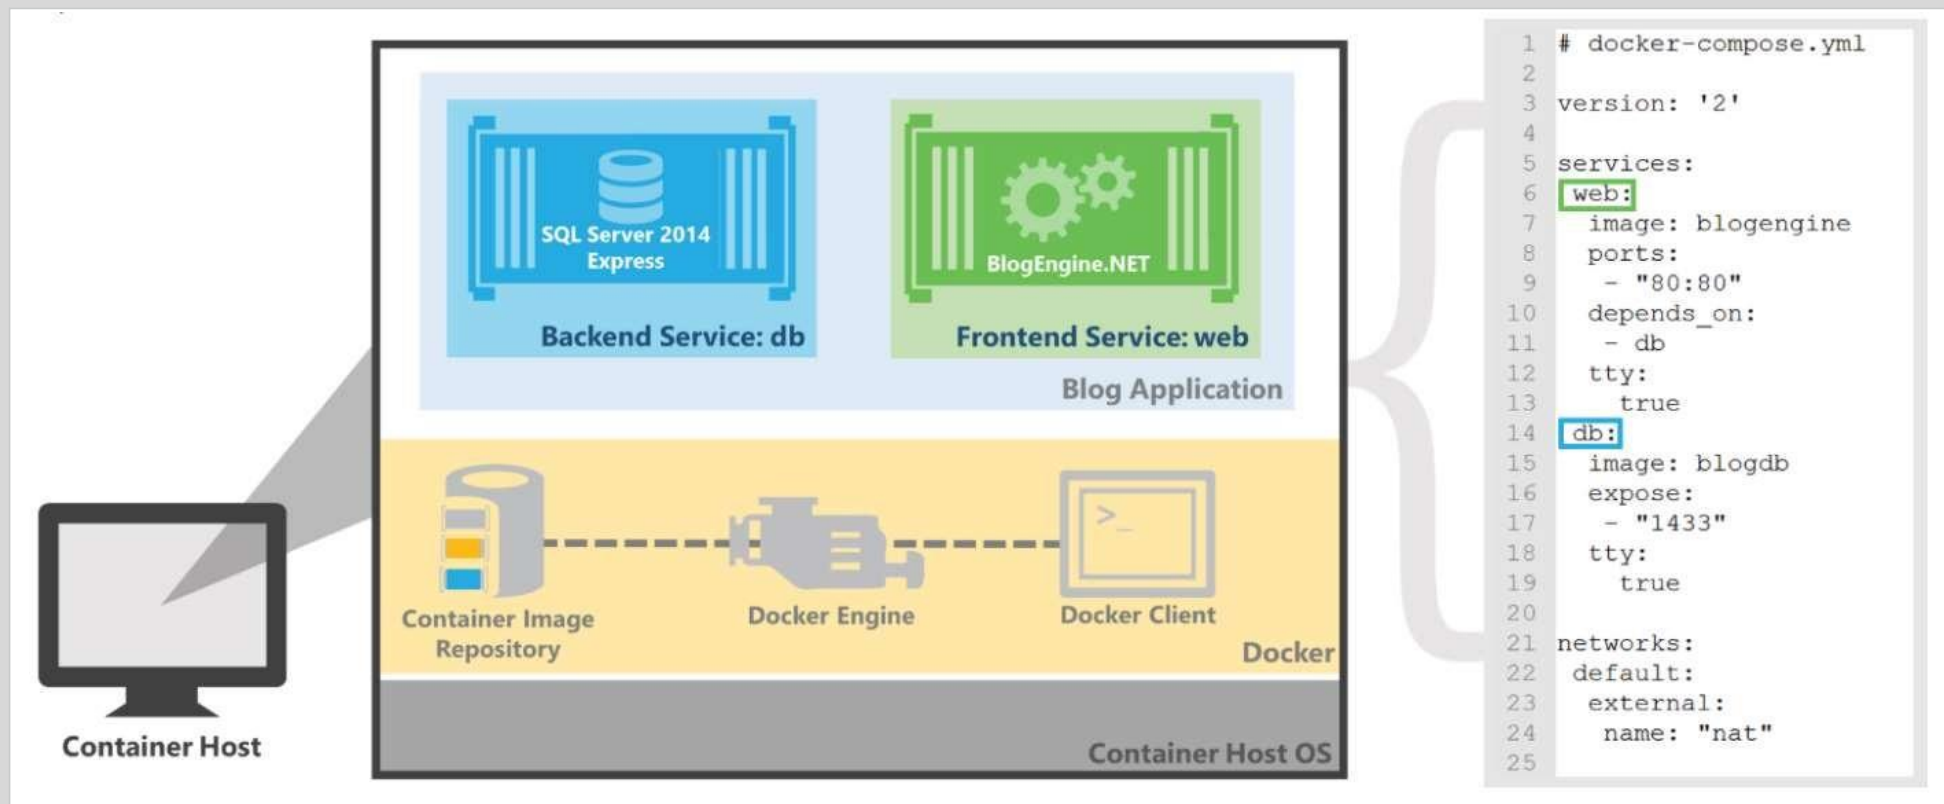 SQL Server 2014
Express
Backend Service: db
BlogEngine.NET
Frontend Service: web
Blog Application
Container Image
Repository
Docker Engine
Docker Client
Docker
Container Host OS
Container Host
1 # docker-compose.yml
2
3 version: '2'
4
5 services:
6 web:
7 image: blogengine
8 ports:
9 - "80:80"
10 depends_on:
11 - db
12 tty:
13 true
14 db:
15 image: blogdb
16 expose:
17 - "1433"
18 tty:
19 true
20
21 networks:
22 default:
23 external:
24 name: "nat"
25